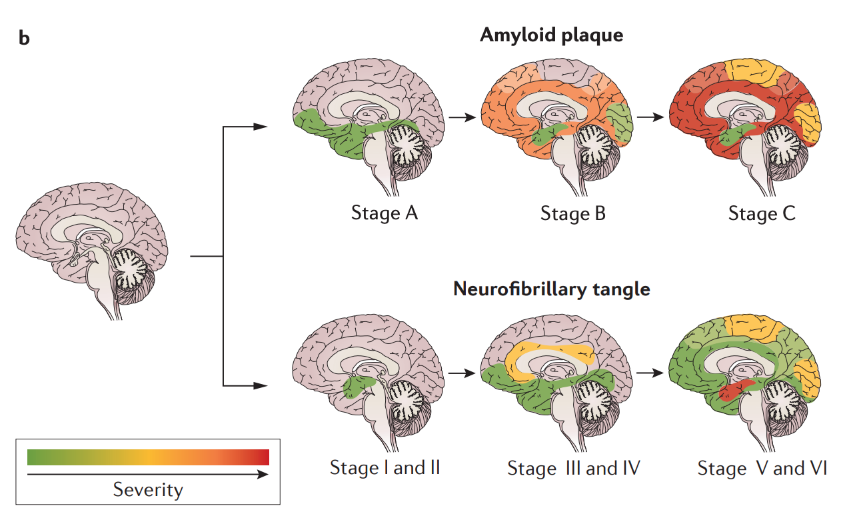 b
Amyloid plaque
Stage A
Stage B
Stage C
Neurofibrillary tangle
Stage I and II
Stage III and IV
Stage V and VI
Severity